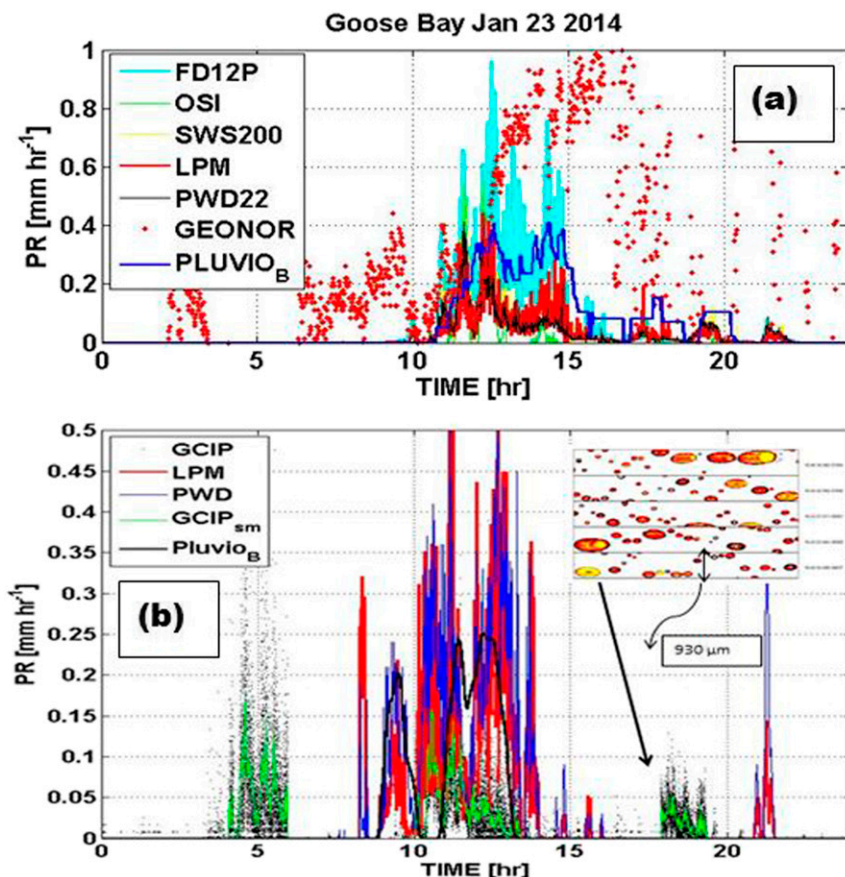 Goose Bay Jan 23 2014
PR [mm hr-1]
1
0.8
0.6
0.4
0.2
0
FD12P
OSI
SWS200
LPM
PWD22
GEONOR
PLUVIOB
(a)
0 5 10 15 20
TIME [hr]
PR [mm hr-1]
0.5
0.45
0.4
0.35
0.3
0.25
0.2
0.15
0.1
0.05
0
GCIP
LPM
PWD
GCIPsm
PluvioB
(b)
930 µm
0 5 10 15 20
TIME [hr]